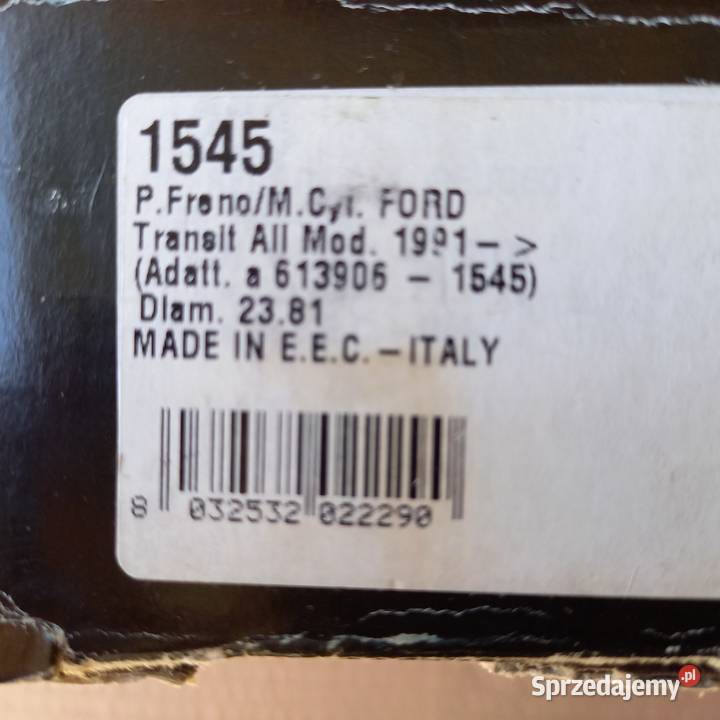 1545
P.Freno/M.Cyl. FORD
Transit All Mod. 1991- >
(Adatt. a 613906 - 1545)
Diam. 23.81
MADE IN E.E.C. - ITALY
8 032532 022290
Sprzedajemy.pl